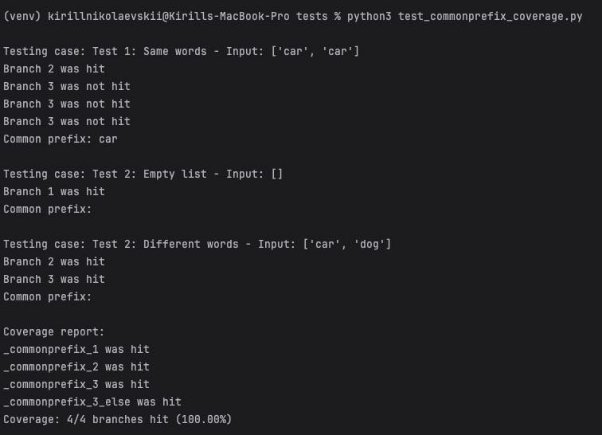 (venv) kirillnikolaevskii@Kirills-MacBook-Pro tests % python3 test_commonprefix_coverage.py
Testing case: Test 1: Same words - Input: ['car', 'car']
Branch 2 was hit
Branch 3 was not hit
Branch 3 was not hit
Branch 3 was not hit
Common prefix: car
Testing case: Test 2: Empty list - Input: []
Branch 1 was hit
Common prefix:
Testing case: Test 2: Different words - Input: ['car', 'dog']
Branch 2 was hit
Branch 3 was hit
Common prefix:
Coverage report:
_commonprefix_1 was hit
_commonprefix_2 was hit
_commonprefix_3 was hit
_commonprefix_3_else was hit
Coverage: 4/4 branches hit (100.00%)